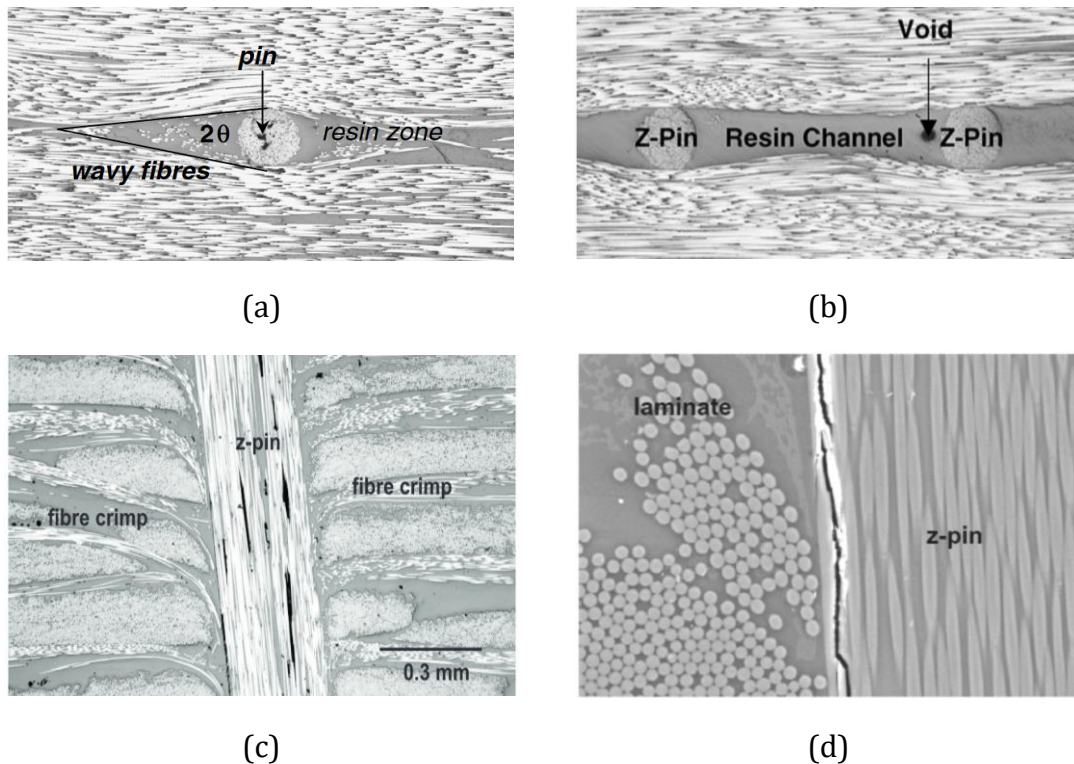 pin
2θ
resin zone
wavy fibres
(a)
Void
Z-Pin Resin Channel Z-Pin
(b)
z-pin
fibre crimp
fibre crimp
0.3 mm
(c)
laminate
z-pin
(d)